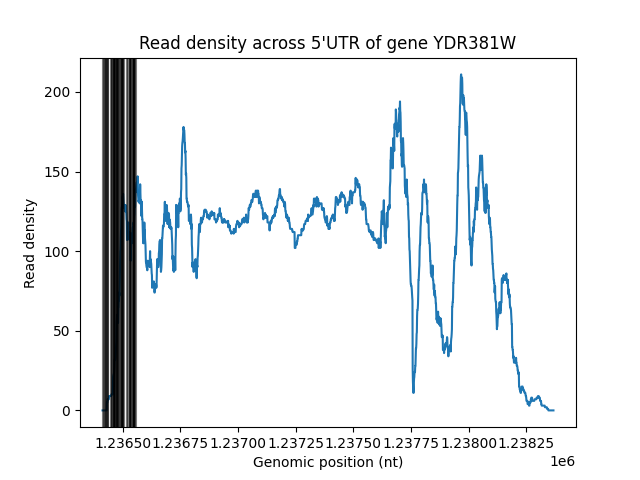 Read density across 5'UTR of gene YDR381W
Read density
200
150
100
50
0
1.23650 1.23675 1.23700 1.23725 1.23750 1.23775 1.23800 1.23825
1e6
Genomic position (nt)